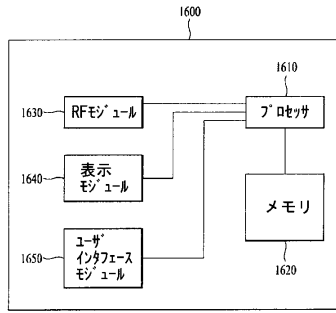 1600
1610
1630
RFモジュール
プロセッサ
1640
表示
モジュール
メモリ
1650
ユーザ
インタフェース
モジュール
1620